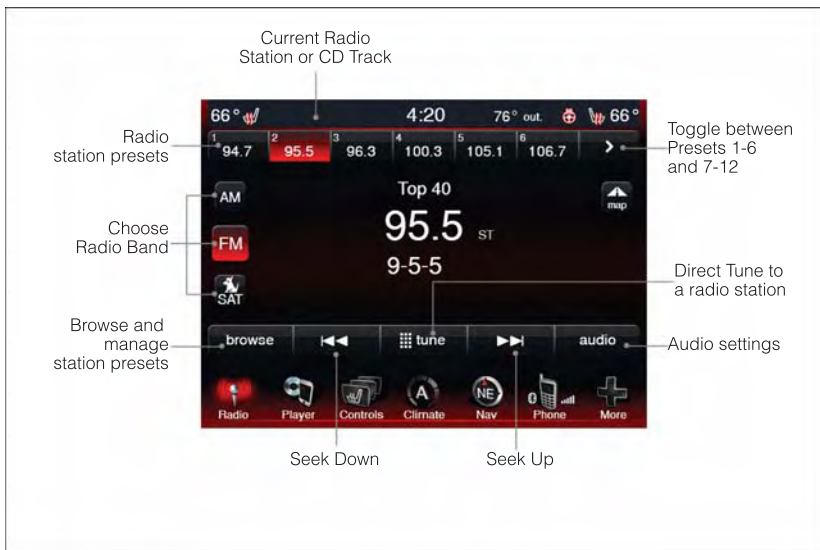 Current Radio
Station or CD Track
66° 4:20 76° out. 66°
Radio
station presets
1 94.7 2 95.5 3 96.3 4 100.3 5 105.1 6 106.7 >
Toggle between
Presets 1-6
and 7-12
AM
Top 40
map
Choose
Radio Band
FM
95.5 ST
9-5-5
SAT
Direct Tune to
a radio station
Browse and
manage
station presets
browse tune audio
Audio settings
Radio Player Controls A Climate NE Nav Phone More
Seek Down Seek Up